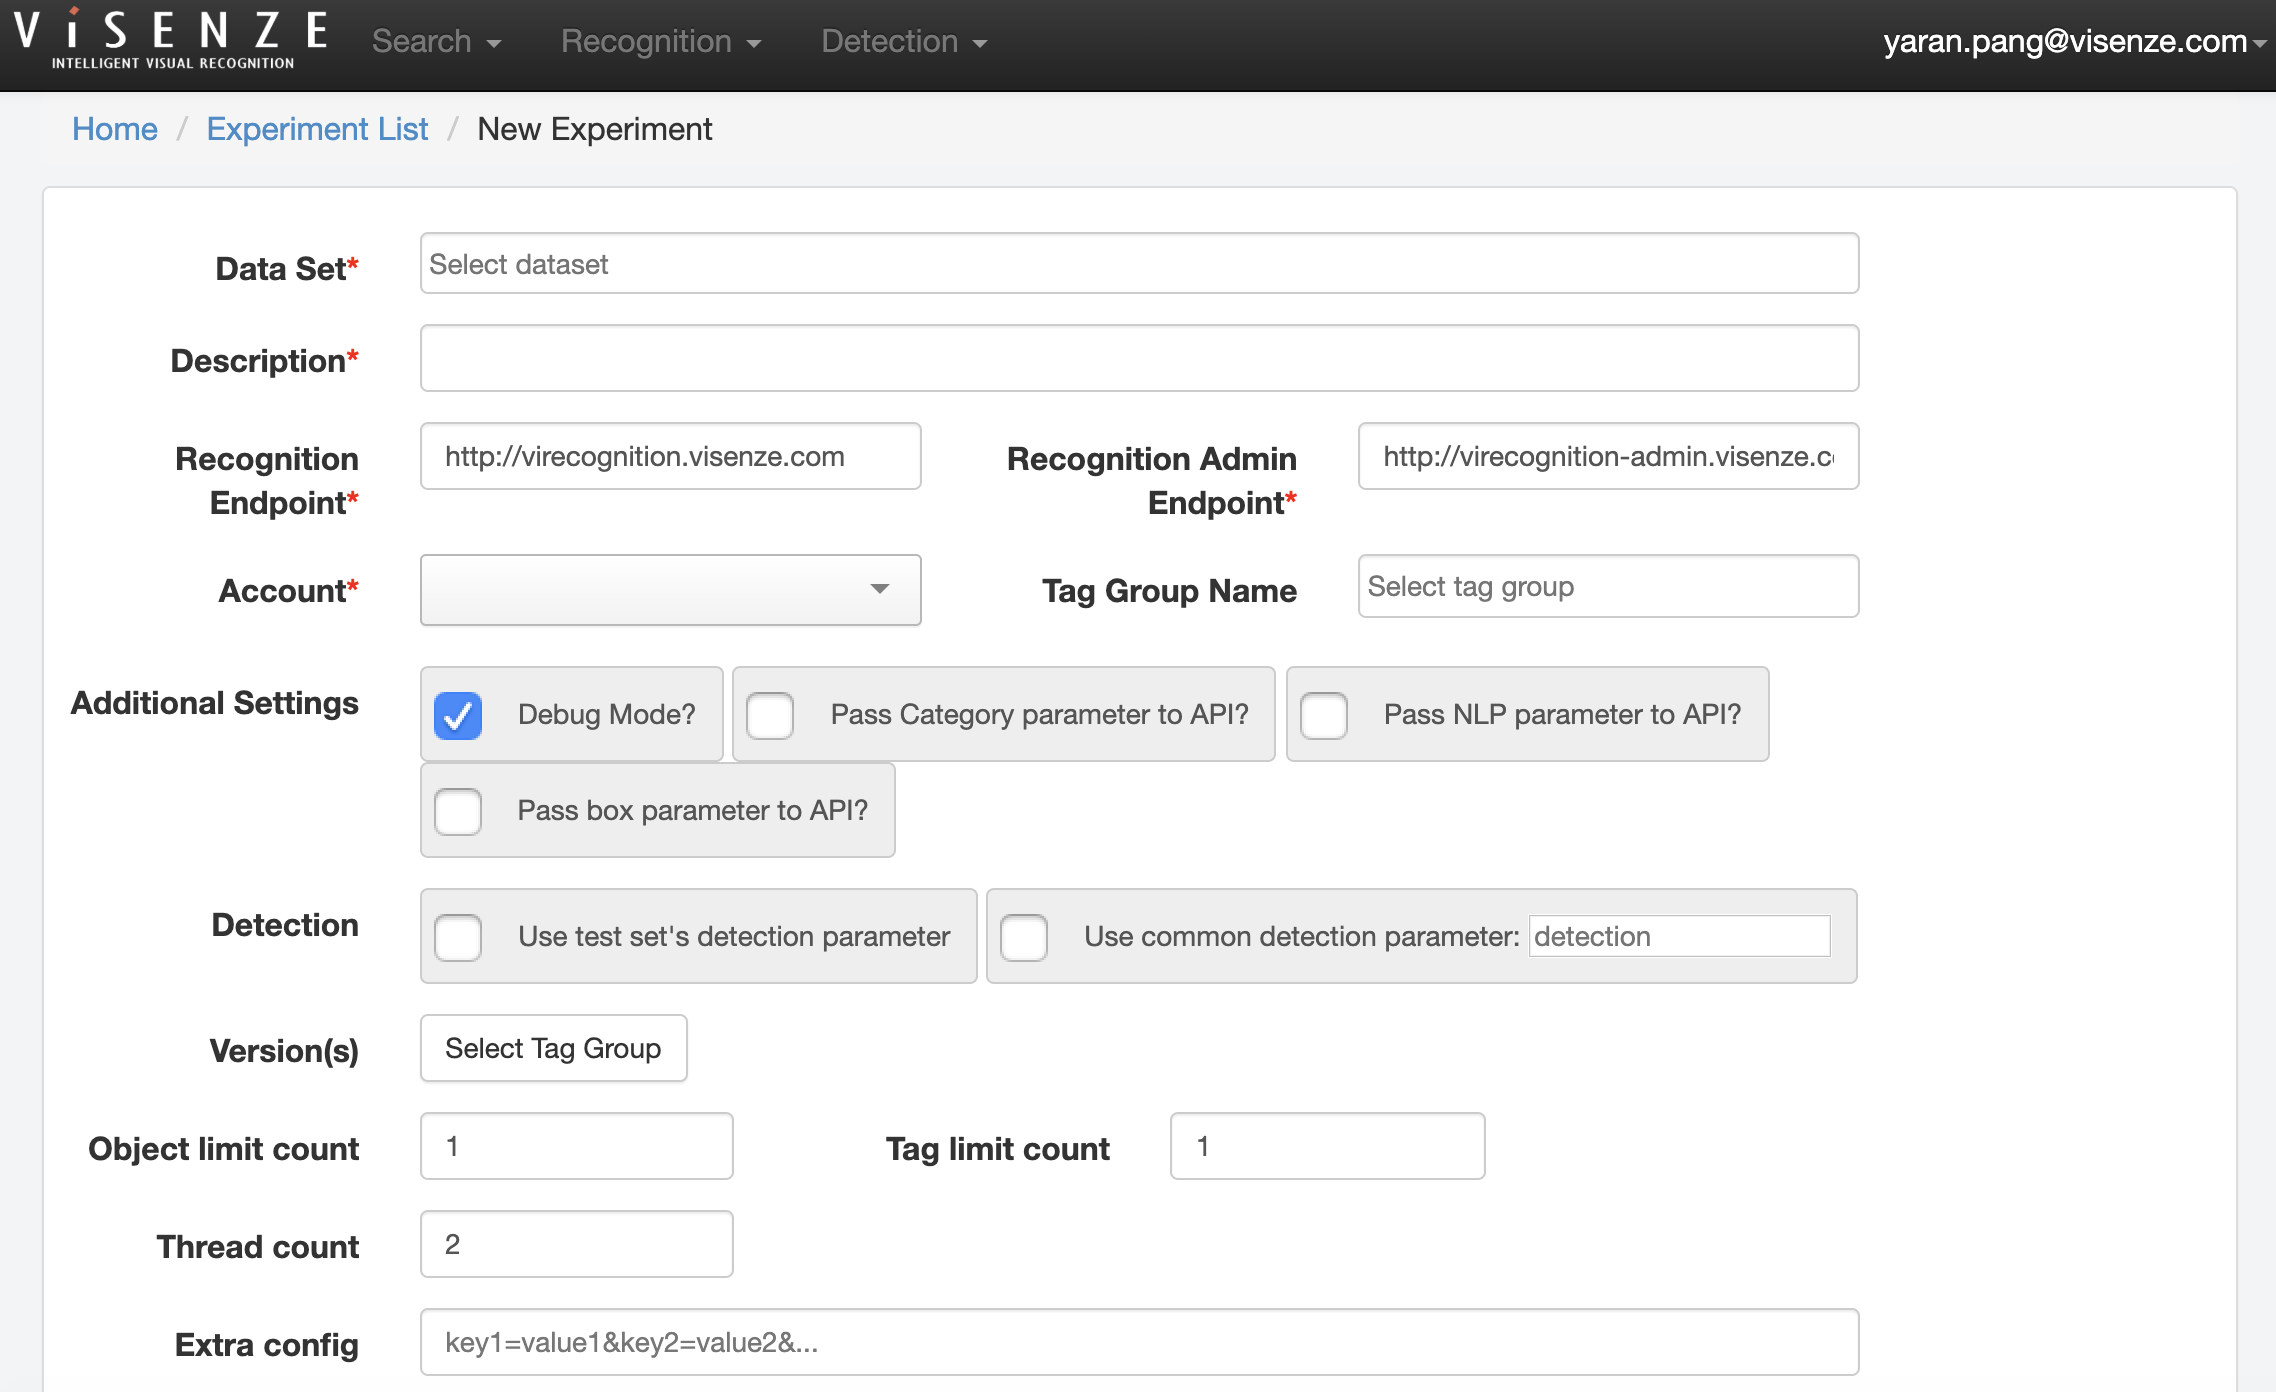 ViSENZE
INTELLIGENT VISUAL RECOGNITION
Search
Recognition
Detection
yaran.pang@visenze.com
Home / Experiment List / New Experiment
Data Set*
Select dataset
Description*
Recognition
Endpoint*
http://virecognition.visenze.com
Recognition Admin
Endpoint*
http://virecognition-admin.visenze.c
Account*
Tag Group Name
Select tag group
Additional Settings
Debug Mode?
Pass Category parameter to API?
Pass NLP parameter to API?
Pass box parameter to API?
Detection
Use test set's detection parameter
Use common detection parameter: detection
Version(s)
Select Tag Group
Object limit count
1
Tag limit count
1
Thread count
2
Extra config
key1=value1&key2=value2&...